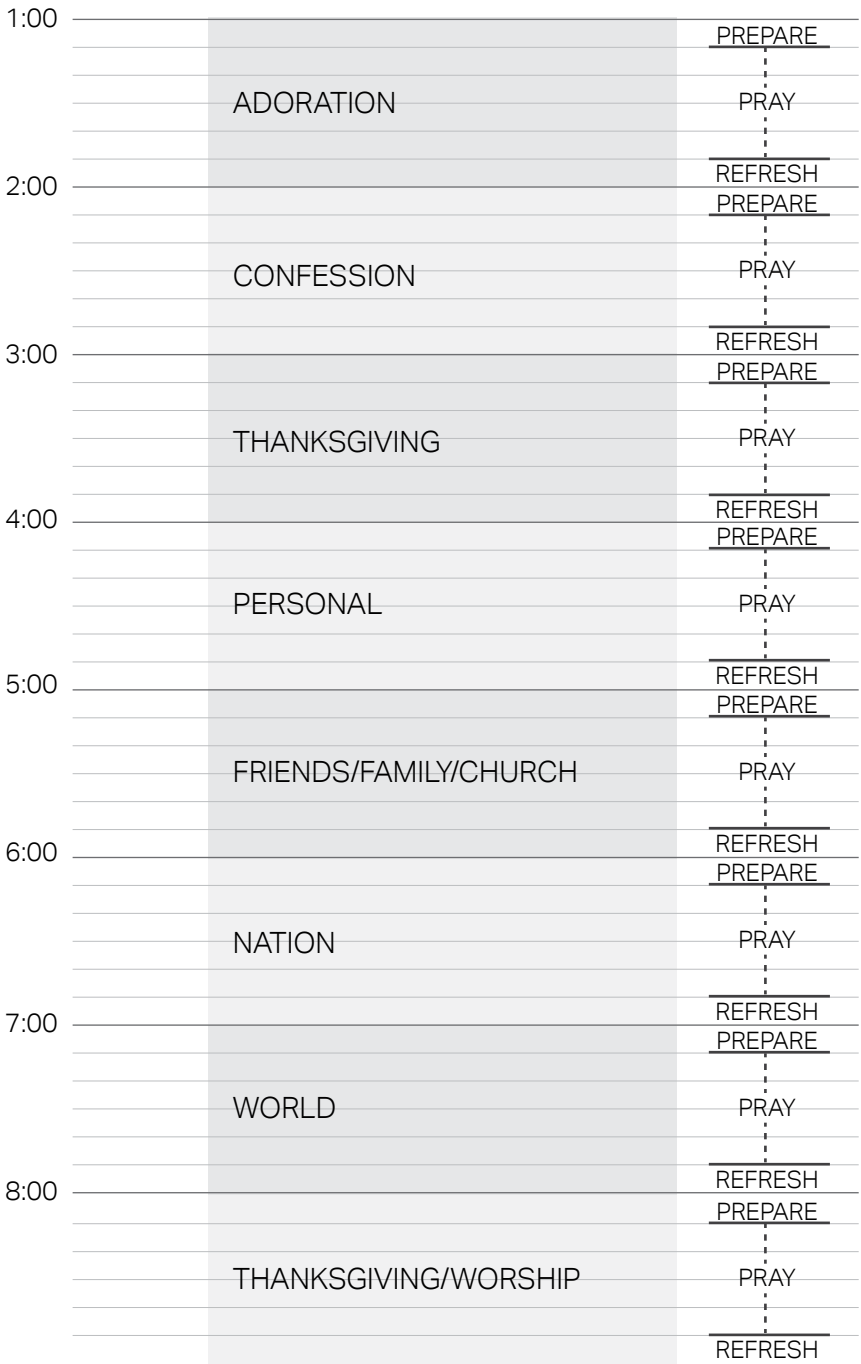 1:00
PREPARE
ADORATION
PRAY
REFRESH
2:00
PREPARE
CONFESSION
PRAY
REFRESH
3:00
PREPARE
THANKSGIVING
PRAY
REFRESH
4:00
PREPARE
PERSONAL
PRAY
REFRESH
5:00
PREPARE
FRIENDS/FAMILY/CHURCH
PRAY
REFRESH
6:00
PREPARE
NATION
PRAY
REFRESH
7:00
PREPARE
WORLD
PRAY
REFRESH
8:00
PREPARE
THANKSGIVING/WORSHIP
PRAY
REFRESH